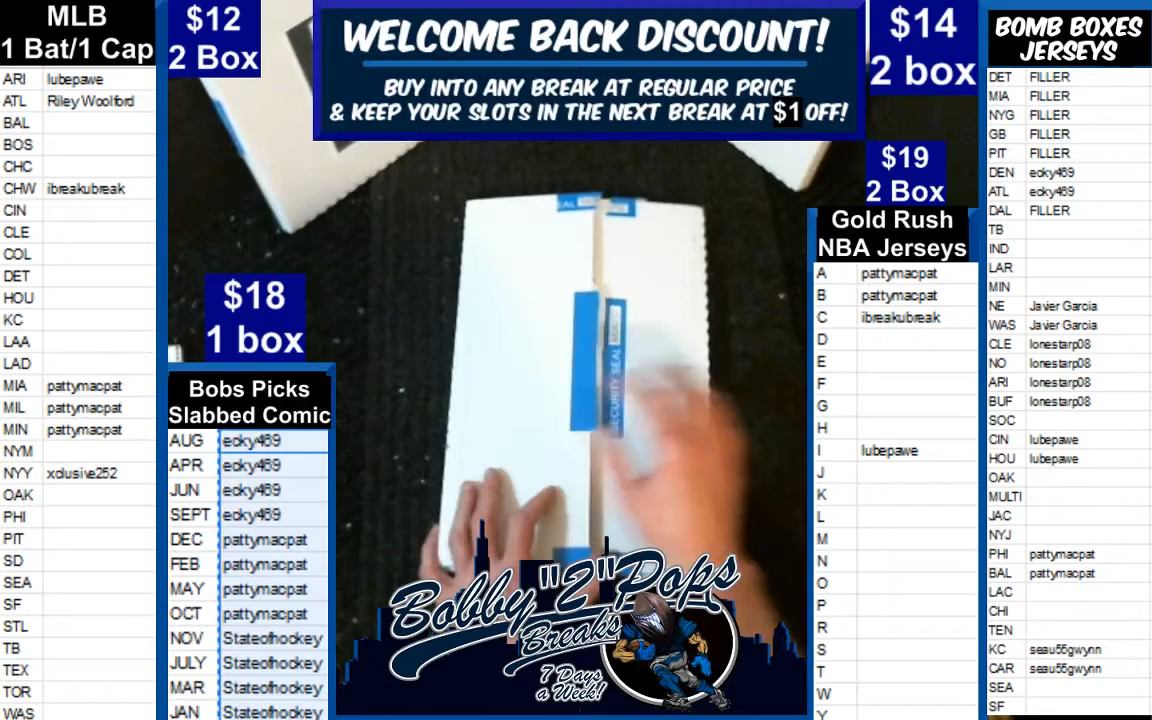 MLB
1 Bat/1 Cap
ARI lubepawe
ATL Riley Woolford
BAL
BOS
CHC
CHW ibreakubreak
CIN
CLE
COL
DET
HOU
KC
LAA
LAD
MIA pattymacpat
MIL pattymacpat
MIN pattymacpat
NYM
NYY xclusive252
OAK
PHI
PIT
SD
SEA
SF
STL
TB
TEX
TOR
WAS
$12
2 Box
WELCOME BACK DISCOUNT!
BUY INTO ANY BREAK AT REGULAR PRICE
& KEEP YOUR SLOTS IN THE NEXT BREAK AT $1 OFF!
$14
2 box
$18
1 box
Bobs Picks
Slabbed Comic
AUG ecky469
APR ecky469
JUN ecky469
SEPT ecky469
DEC pattymacpat
FEB pattymacpat
MAY pattymacpat
OCT pattymacpat
NOV Stateofhockey
JULY Stateofhockey
MAR Stateofhockey
JAN Stateofhockey
SECURITY SEAL
Bobby "2" Pops
Breaks
7 Days
a Week!
$19
2 Box
Gold Rush
NBA Jerseys
A pattymacpat
B pattymacpat
C ibreakubreak
D
E
F
G
H
I lubepawe
J
K
L
M
N
O
P
R
S
T
W
Y
BOMB BOXES
JERSEYS
DET FILLER
MIA FILLER
NYG FILLER
GB FILLER
PIT FILLER
DEN ecky469
ATL ecky469
DAL FILLER
TB
IND
LAR
MIN
NE Javier Garcia
WAS Javier Garcia
CLE lonestarp08
NO lonestarp08
ARI lonestarp08
BUF lonestarp08
SOC
CIN lubepawe
HOU lubepawe
OAK
MULTI
JAC
NYJ
PHI pattymacpat
BAL pattymacpat
LAC
CHI
TEN
KC seau55gwynn
CAR seau55gwynn
SEA
SF